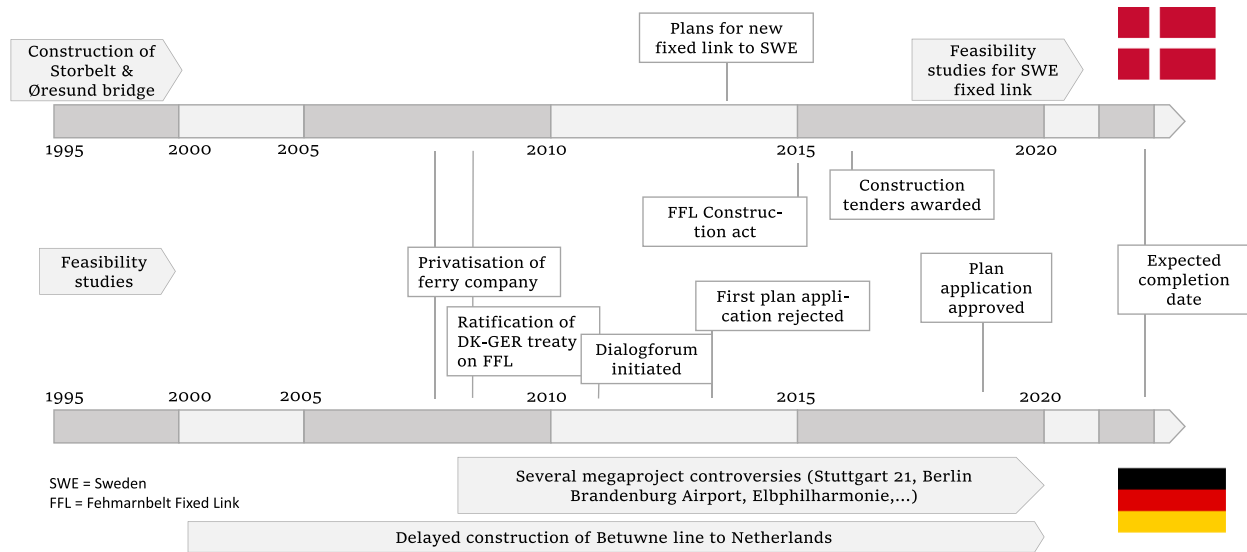 Construction of
Storbelt &
Øresund bridge
Plans for new
fixed link to SWE
Feasibility
studies for SWE
fixed link
1995
2000
2005
2010
2015
2020
Construction
tenders awarded
FFL Construc-
tion act
Feasibility
studies
Privatisation of
ferry company
Ratification of
DK-GER treaty
on FFL
Dialogforum
initiated
First plan appli-
cation rejected
Plan
application
approved
Expected
completion
date
1995
2000
2005
2010
2015
2020
SWE = Sweden
FFL = Fehmarnbelt Fixed Link
Several megaproject controversies (Stuttgart 21, Berlin
Brandenburg Airport, Elbphilharmonie,...)
Delayed construction of Betuwne line to Netherlands